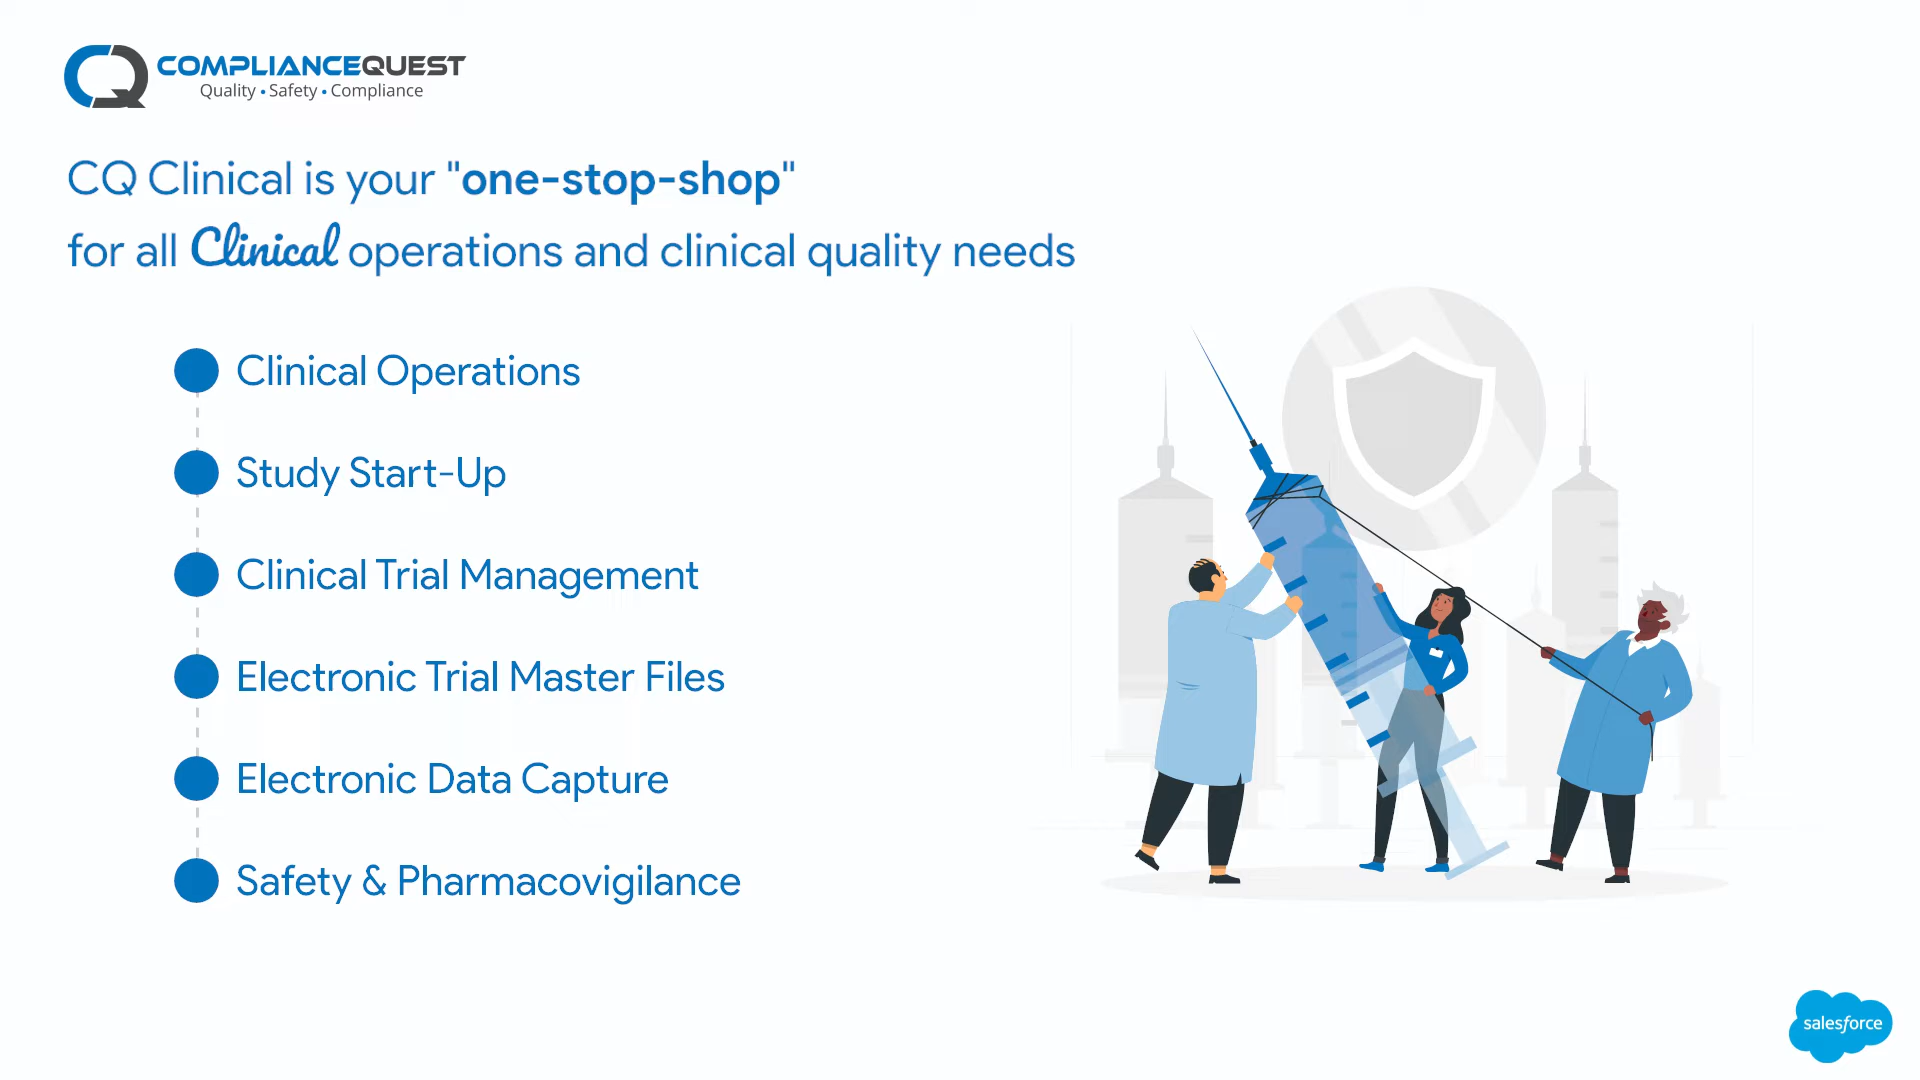 COMPLIANCEQUEST
Quality • Safety • Compliance
CQ Clinical is your "one-stop-shop"
for all Clinical operations and clinical quality needs
Clinical Operations
Study Start-Up
Clinical Trial Management
Electronic Trial Master Files
Electronic Data Capture
Safety & Pharmacovigilance
salesforce